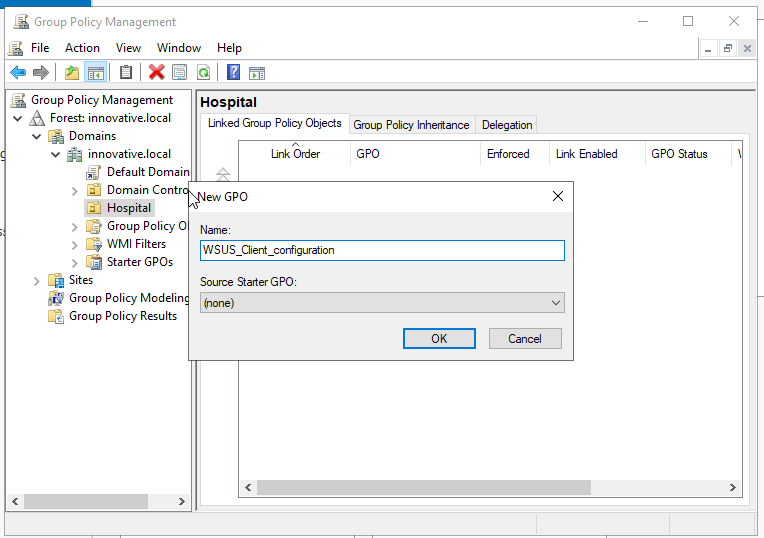 Group Policy Management
File Action View Window Help
Group Policy Management
Forest: innovative.local
Domains
innovative.local
Default Domain
Domain Contro
Hospital
Group Policy O
WMI Filters
Starter GPOs
Sites
Group Policy Modeling
Group Policy Results
Hospital
Linked Group Policy Objects Group Policy Inheritance Delegation
Link Order GPO Enforced Link Enabled GPO Status
New GPO
Name:
WSUS_Client_configuration
Source Starter GPO:
(none)
OK Cancel